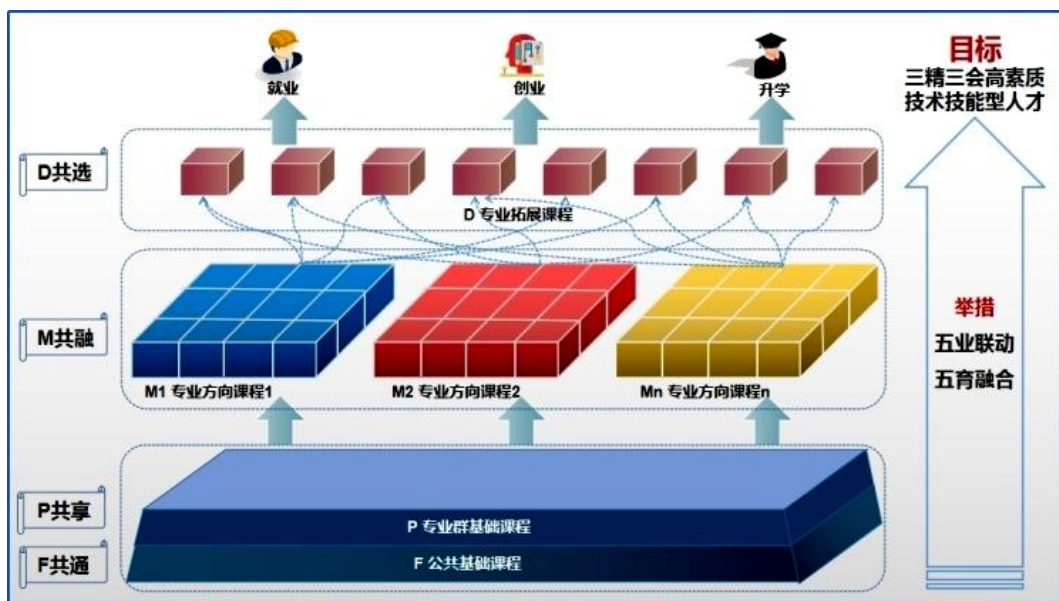 就业
创业
升学
目标
三精三会高素质
技术技能型人才
D共选
D 专业拓展课程
M共融
M1 专业方向课程1
M2 专业方向课程2
Mn 专业方向课程n
举措
五业联动
五育融合
P共享
P 专业群基础课程
F共通
F 公共基础课程